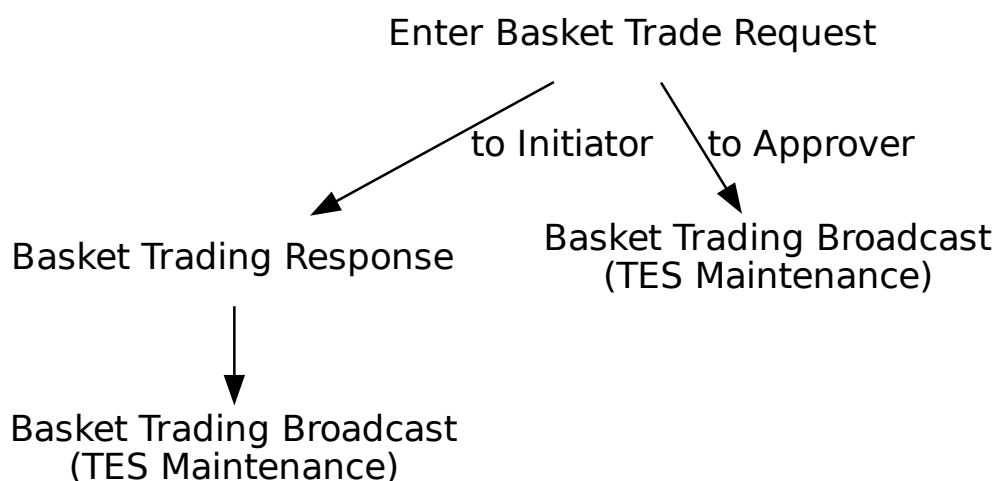 Enter Basket Trade Request
to Initiator
to Approver
Basket Trading Response
Basket Trading Broadcast
(TES Maintenance)
Basket Trading Broadcast
(TES Maintenance)